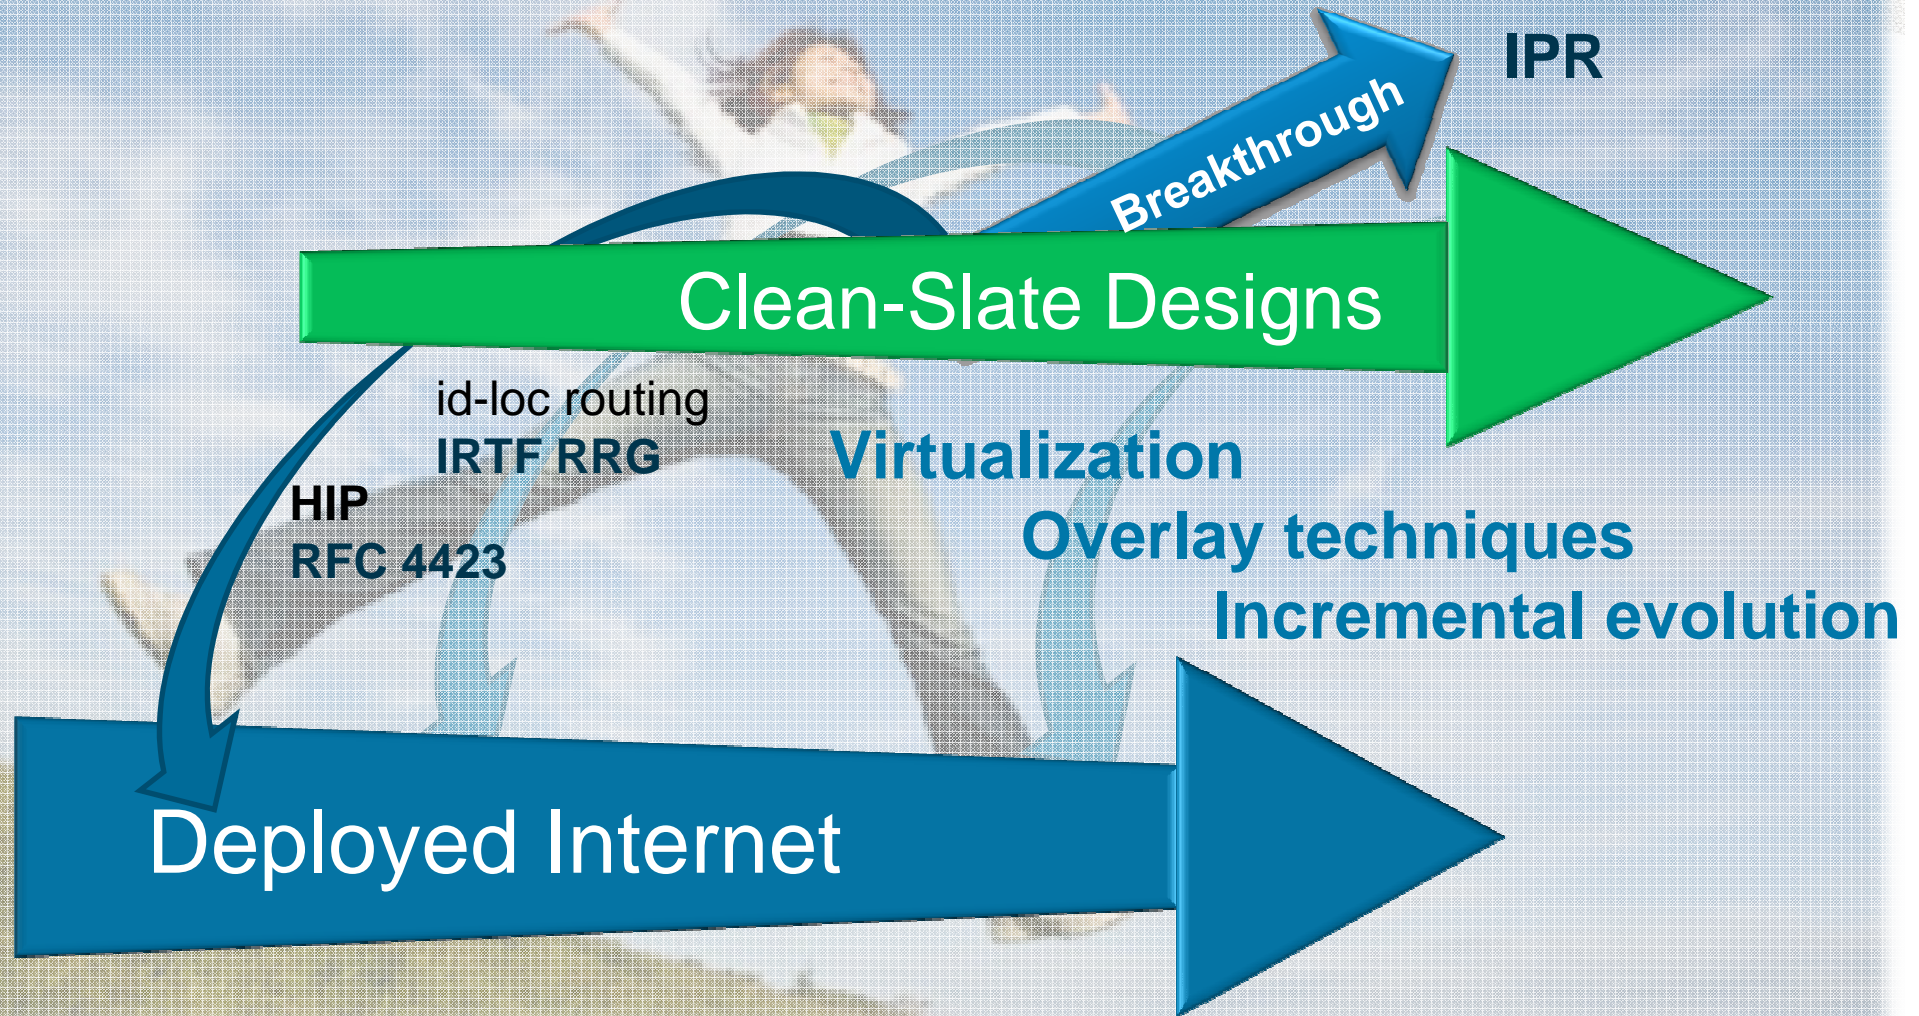 IPR
Breakthrough
Clean-Slate Designs
id-loc routing
IRTF RRG
HIP
RFC 4423
Virtualization
Overlay techniques
Incremental evolution
Deployed Internet